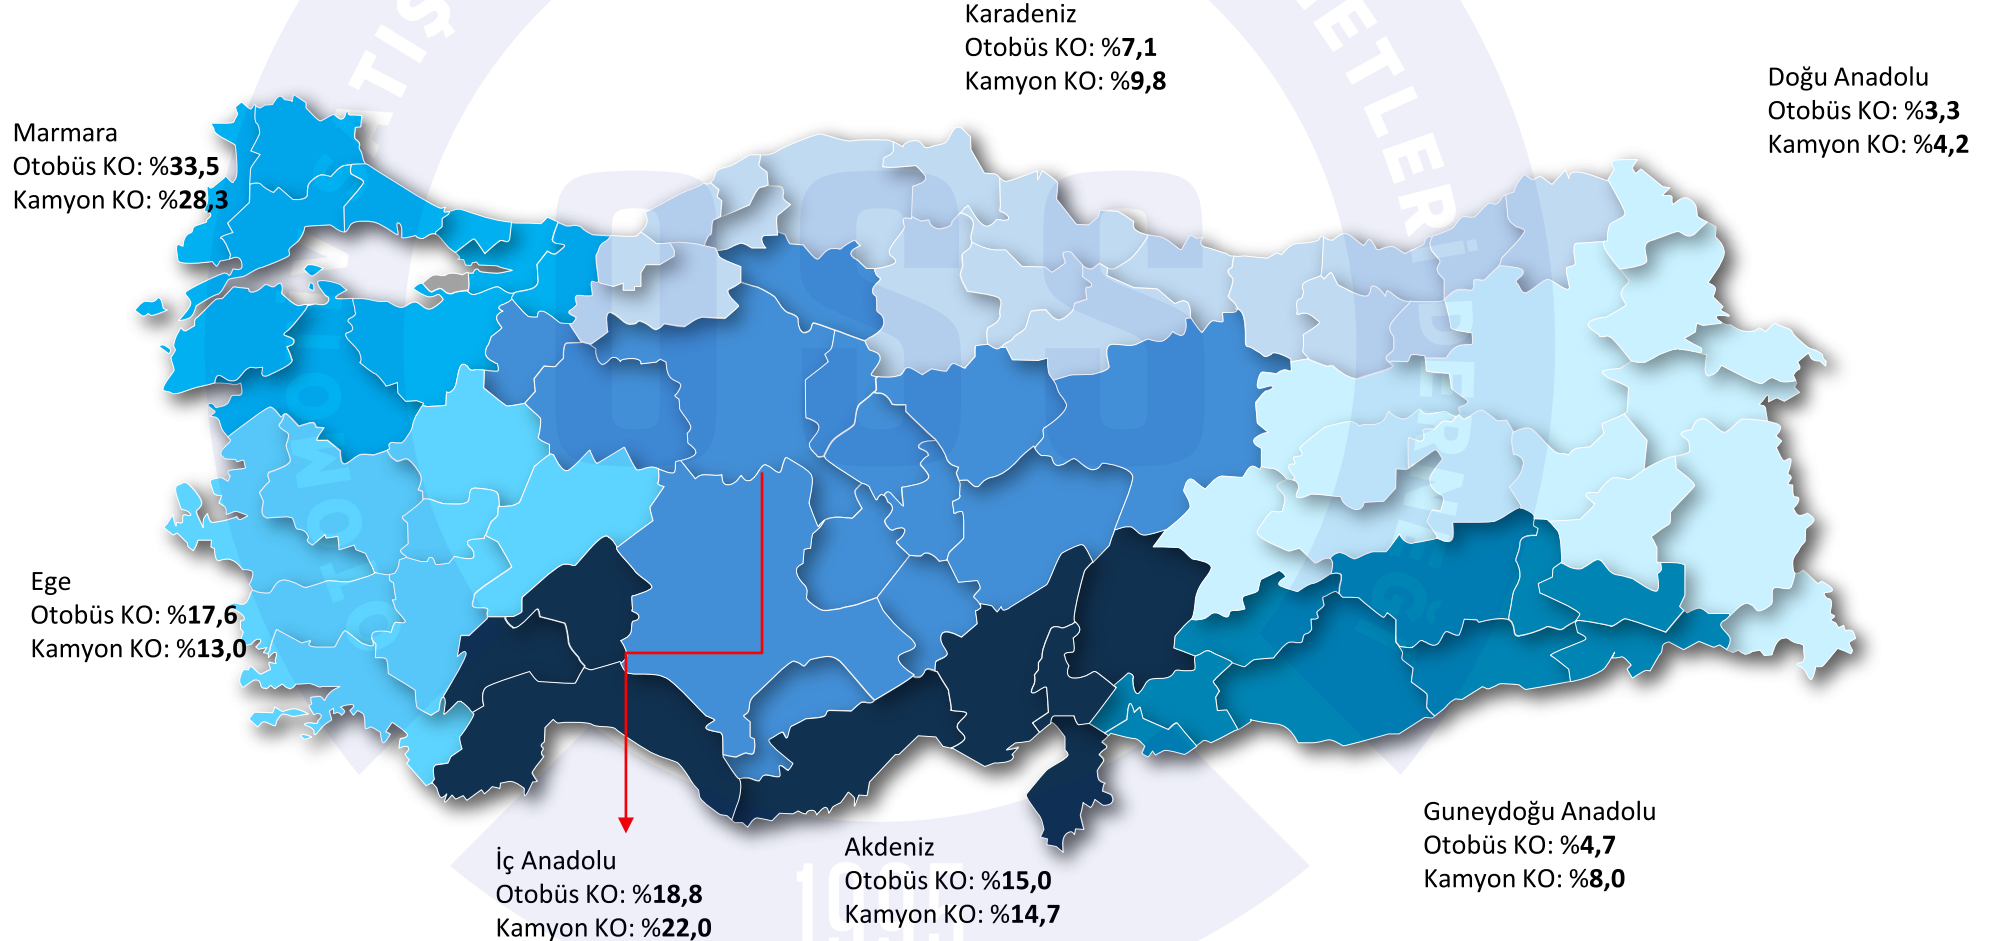 Karadeniz
Otobüs KO: %7,1
Kamyon KO: %9,8
Doğu Anadolu
Otobüs KO: %3,3
Kamyon KO: %4,2
Marmara
Otobüs KO: %33,5
Kamyon KO: %28,3
Ege
Otobüs KO: %17,6
Kamyon KO: %13,0
İç Anadolu
Otobüs KO: %18,8
Kamyon KO: %22,0
Akdeniz
Otobüs KO: %15,0
Kamyon KO: %14,7
Guneydoğu Anadolu
Otobüs KO: %4,7
Kamyon KO: %8,0
OSS
1995